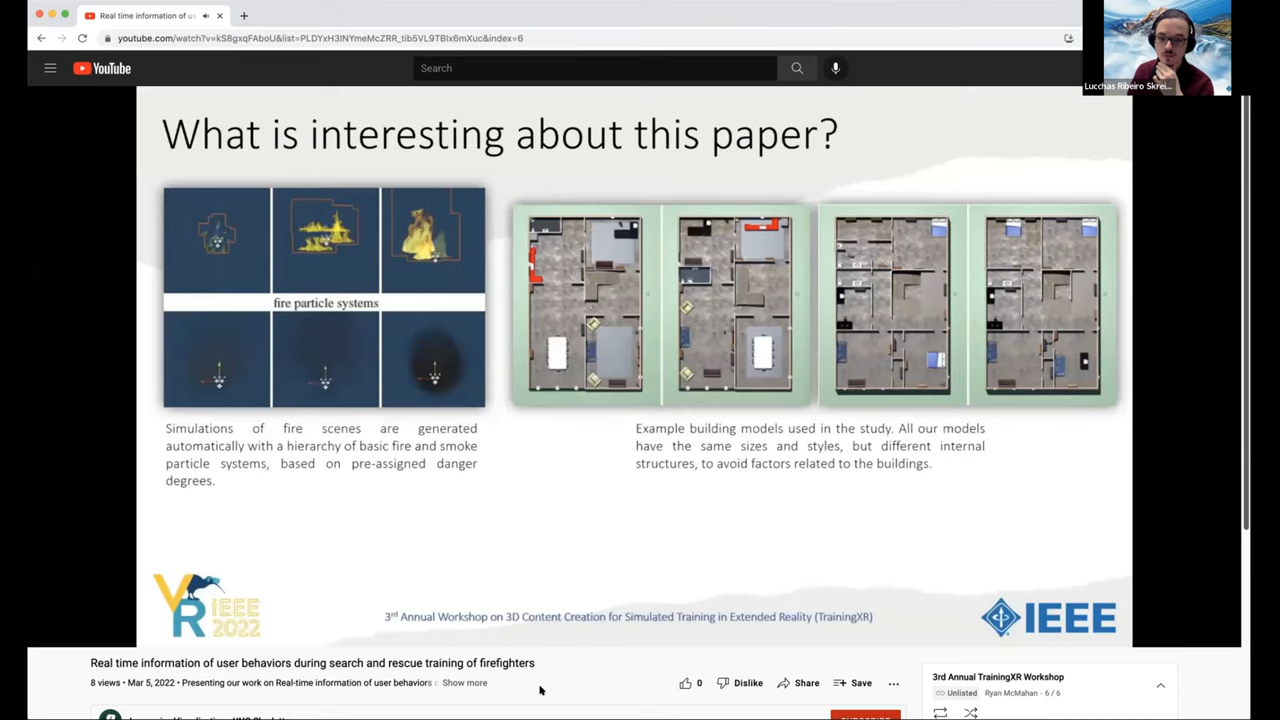 Real time information of us
youtube.com/watch?v=kS8gxqFAboU&list=PLDYxH3lNYmeMcZRR_tib5VL9TBIx6mXuc&index=6
YouTube
Search
Lucchas Ribeiro Skrei...
What is interesting about this paper?
fire particle systems
Simulations of fire scenes are generated
automatically with a hierarchy of basic fire and smoke
particle systems, based on pre-assigned danger
degrees.
Example building models used in the study. All our models
have the same sizes and styles, but different internal
structures, to avoid factors related to the buildings.
VR IEEE 2022
3rd Annual Workshop on 3D Content Creation for Simulated Training in Extended Reality (TrainingXR)
IEEE
Real time information of user behaviors during search and rescue training of firefighters
8 views • Mar 5, 2022 • Presenting our work on Real-time information of user behaviors Show more
0 Dislike Share Save ...
3rd Annual TrainingXR Workshop
Unlisted Ryan McMahan - 6 / 6